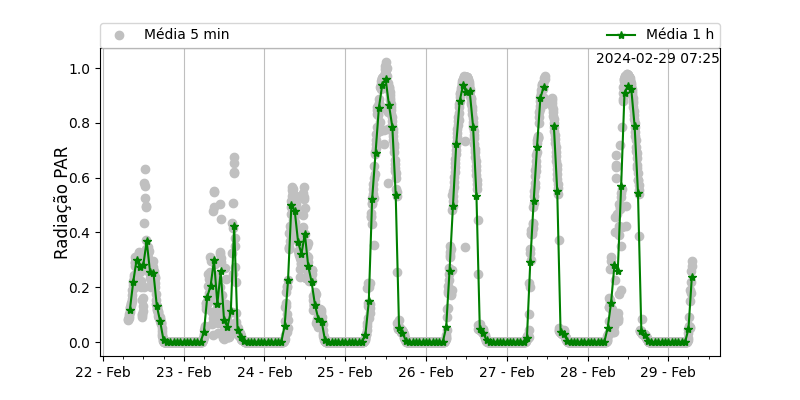 Média 5 min
Média 1 h
2024-02-29 07:25
Radiação PAR
1.0
0.8
0.6
0.4
0.2
0.0
22 - Feb
23 - Feb
24 - Feb
25 - Feb
26 - Feb
27 - Feb
28 - Feb
29 - Feb